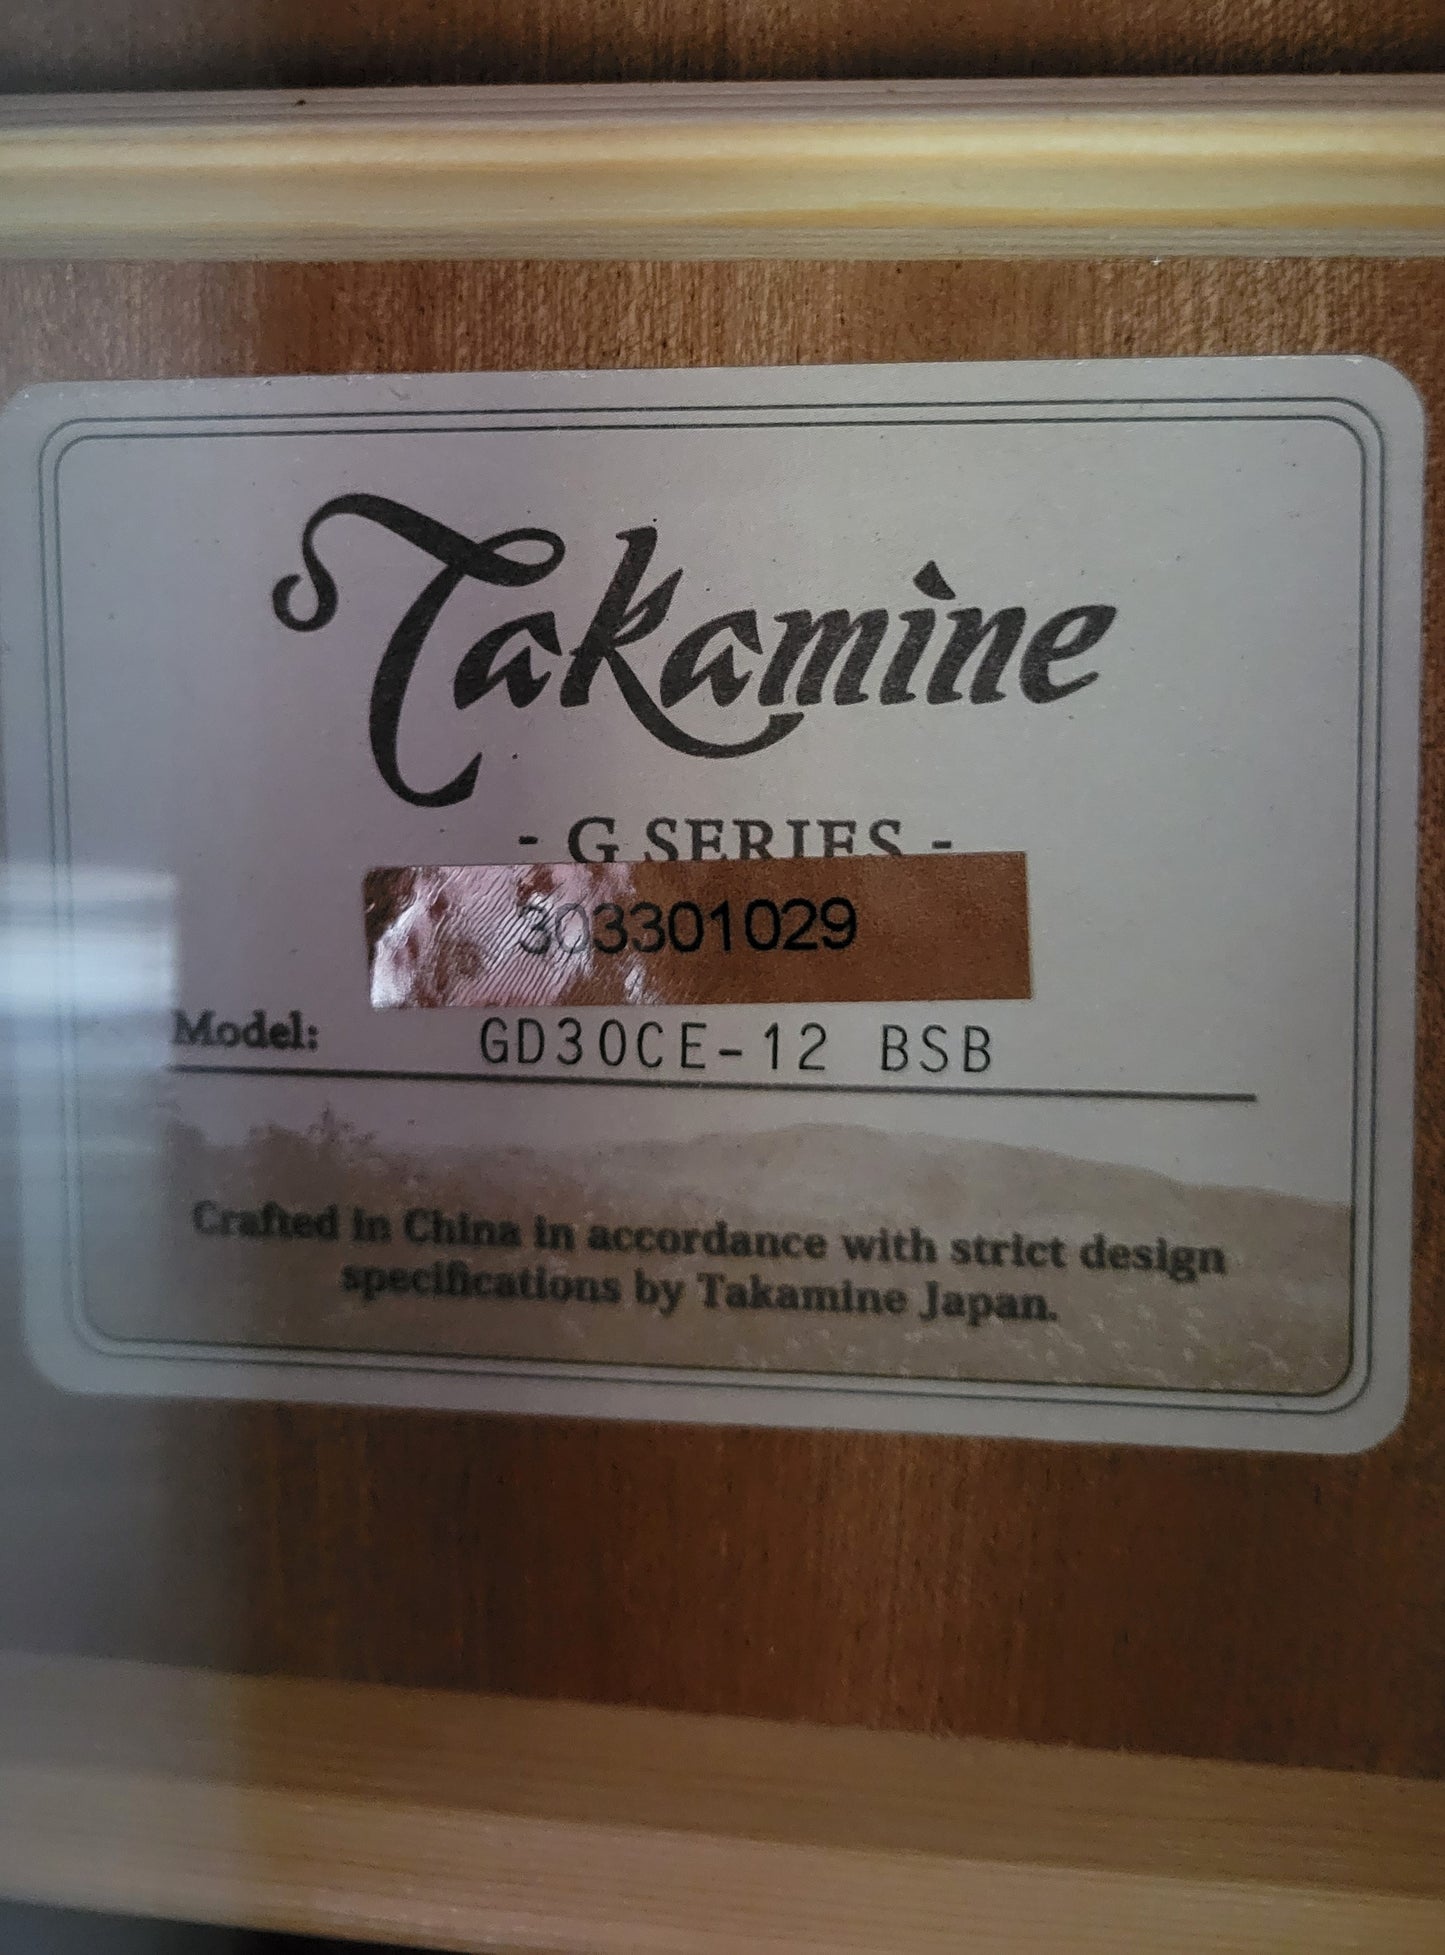 Takamine
- G SERIES -
303301029
Model: GD30CE-12 BSB
Crafted in China in accordance with strict design
specifications by Takamine Japan.